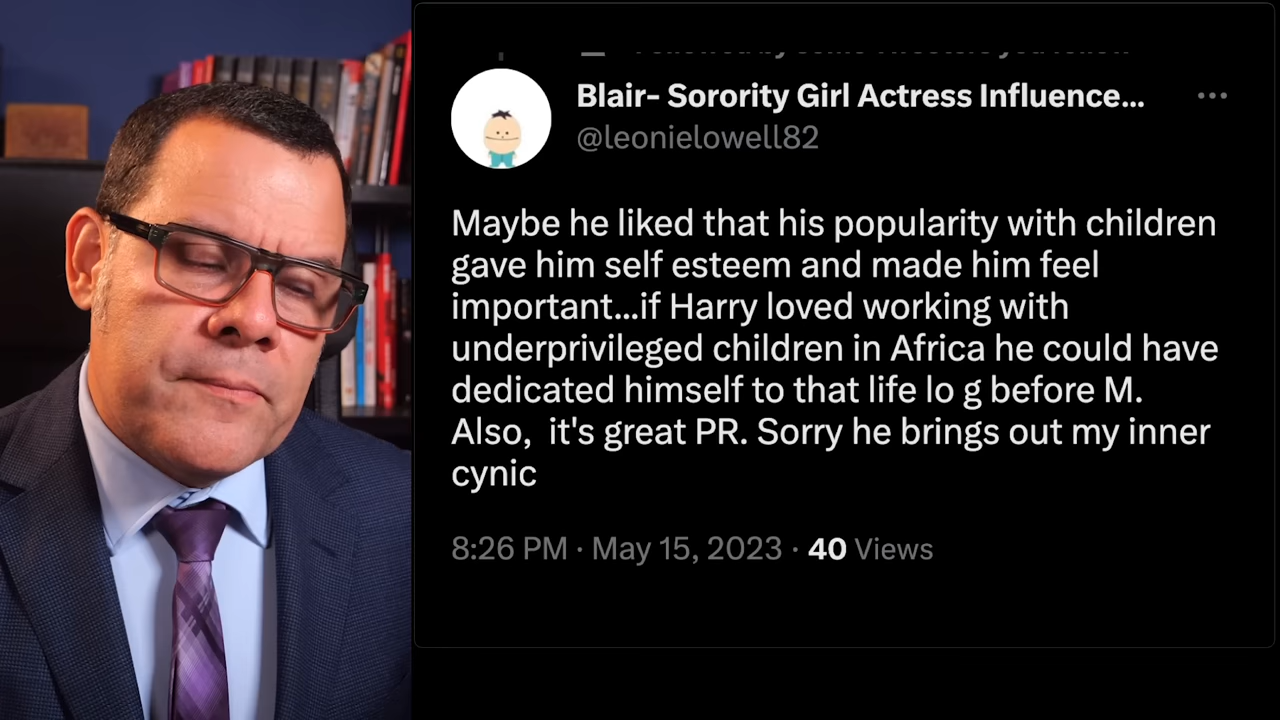 Blair- Sorority Girl Actress Influence...
@leonielowell82
Maybe he liked that his popularity with children
gave him self esteem and made him feel
important...if Harry loved working with
underprivileged children in Africa he could have
dedicated himself to that life lo g before M.
Also,  it's great PR. Sorry he brings out my inner
cynic
8:26 PM · May 15, 2023 · 40 Views